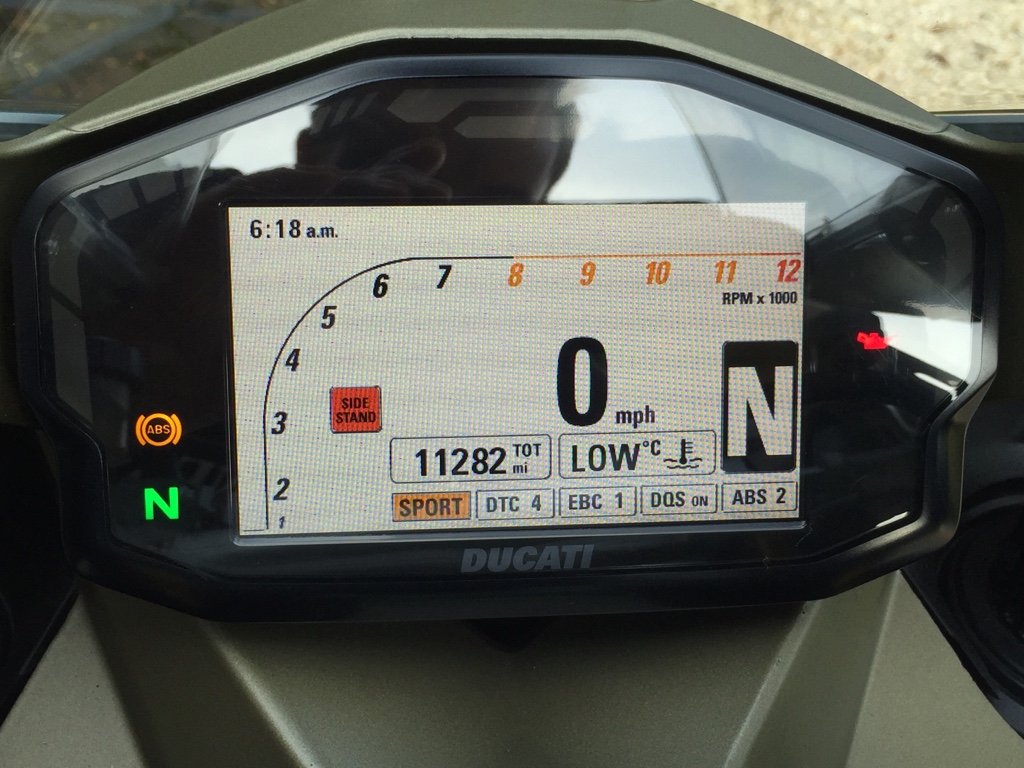 6:18 a.m.
1 2 3 4 5 6 7 8 9 10 11 12
RPM x 1000
SIDE
STAND
0 mph
N
ABS
11282 TOT mi
LOW °C
N
SPORT DTC 4 EBC 1 DQS ON ABS 2
DUCATI